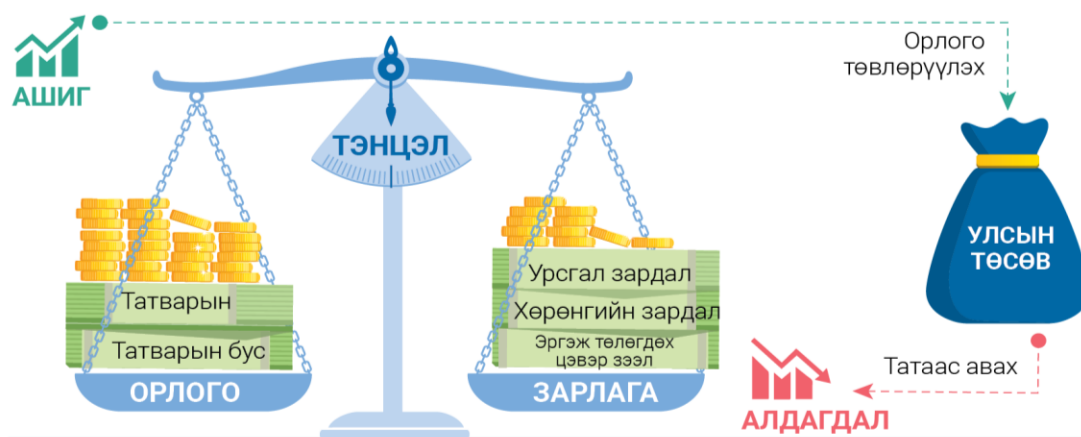 АШИГ
Орлого
төвлөрүүлэх
ТЭНЦЭЛ
Татварын
Татварын бус
ОРЛОГО
Урсгал зардал
Хөрөнгийн зардал
Эргэж төлөгдөх
цэвэр зээл
ЗАРЛАГА
УЛСЫН
ТӨСӨВ
Татаас авах
АЛДАГДАЛ